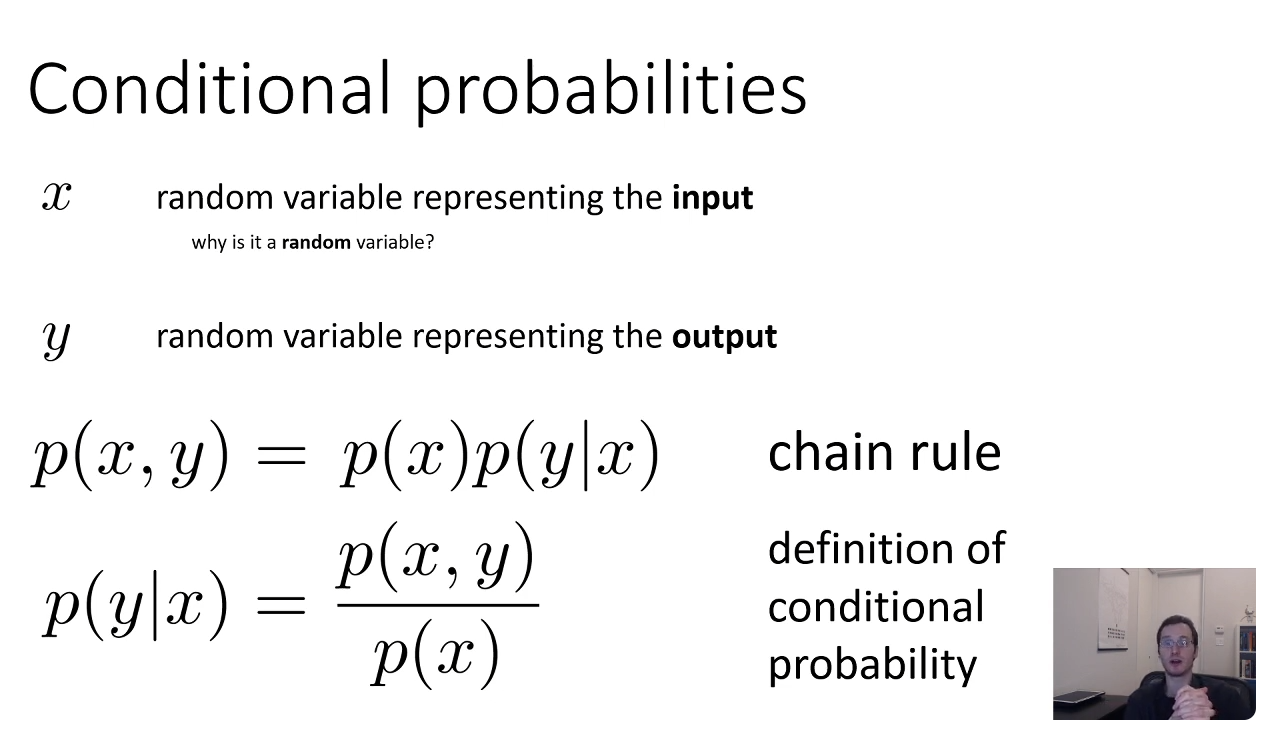 Conditional probabilities
x random variable representing the input
why is it a random variable?
y random variable representing the output
p(x, y) = p(x)p(y|x) chain rule
p(y|x) = p(x, y) / p(x)
definition of
conditional
probability